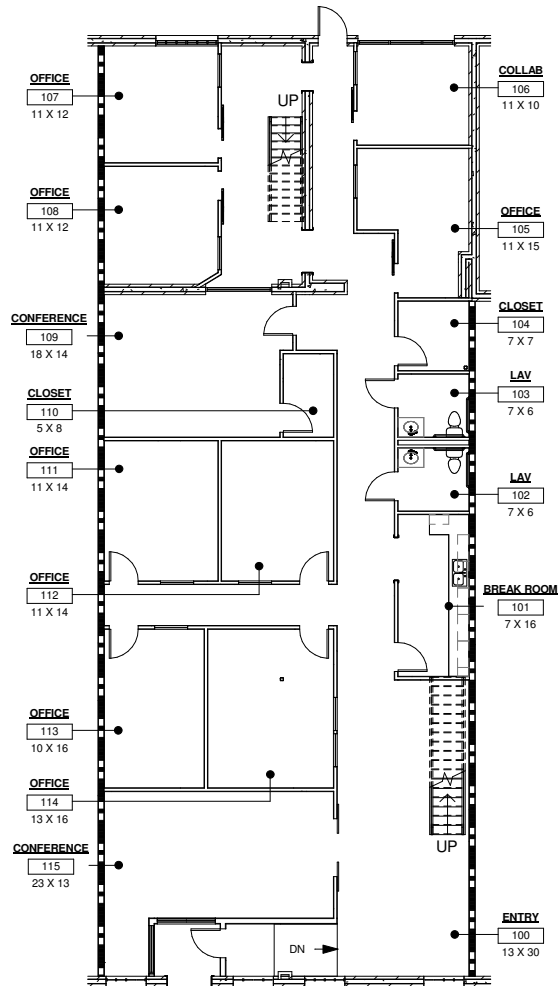 OFFICE
107
11 X 12
OFFICE
108
11 X 12
CONFERENCE
109
18 X 14
CLOSET
110
5 X 8
OFFICE
111
11 X 14
OFFICE
112
11 X 14
OFFICE
113
10 X 16
OFFICE
114
13 X 16
CONFERENCE
115
23 X 13
UP
UP
DN
COLLAB
106
11 X 10
OFFICE
105
11 X 15
CLOSET
104
7 X 7
LAV
103
7 X 6
LAV
102
7 X 6
BREAK ROOM
101
7 X 16
ENTRY
100
13 X 30